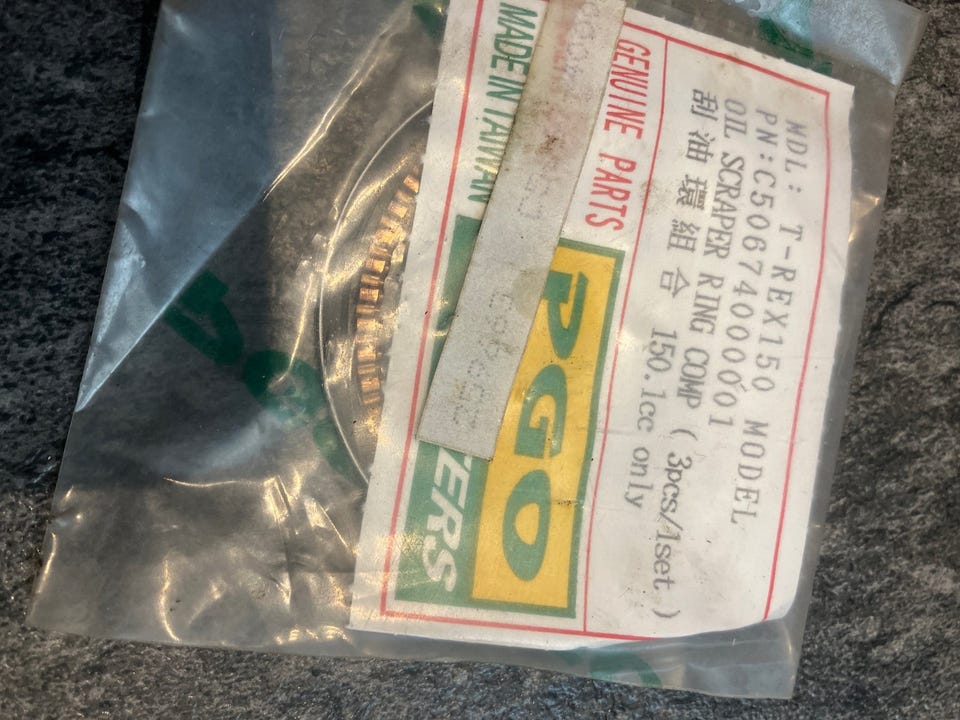 MDL: T-REX150 MODEL
PN:C50674000001
OIL SCRAPER RING COMP ( 3pcs/1set )
刮油環組合 150.1cc only
GENUINE PARTS
PGO
MADE IN TAIWAN